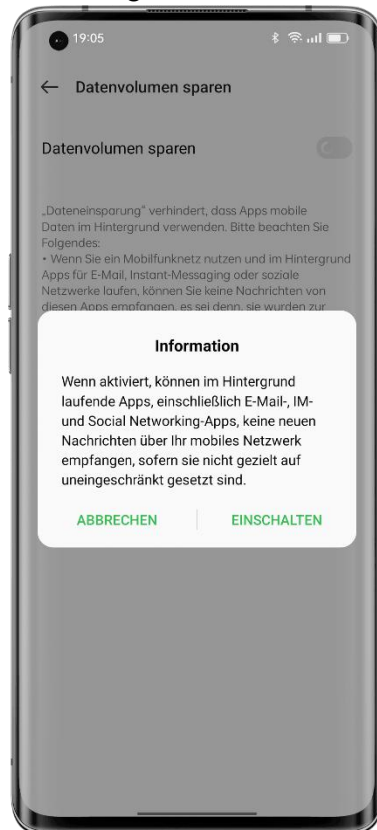 19:05
Datenvolumen sparen
Datenvolumen sparen
„Dateneinsparung" verhindert, dass Apps mobile
Daten im Hintergrund verwenden. Bitte beachten Sie
Folgendes:
• Wenn Sie ein Mobilfunknetz nutzen und im Hintergrund
Apps für E-Mail, Instant-Messaging oder soziale
Netzwerke laufen, können Sie keine Nachrichten von
diesen Apps empfangen, es sei denn, sie wurden zur
Information
Wenn aktiviert, können im Hintergrund
laufende Apps, einschließlich E-Mail-, IM-
und Social Networking-Apps, keine neuen
Nachrichten über Ihr mobiles Netzwerk
empfangen, sofern sie nicht gezielt auf
uneingeschränkt gesetzt sind.
ABBRECHEN EINSCHALTEN